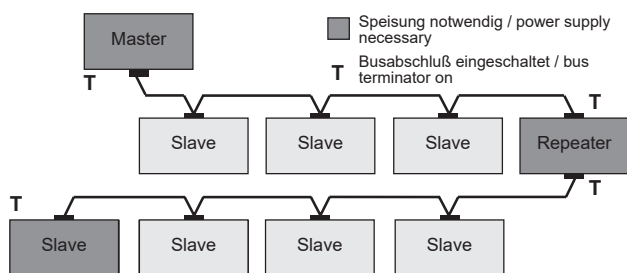 Master
Speisung notwendig / power supply
necessary
T
T Busabschluß eingeschaltet / bus
terminator on
T
Slave Slave Slave Repeater
T
T
Slave Slave Slave Slave